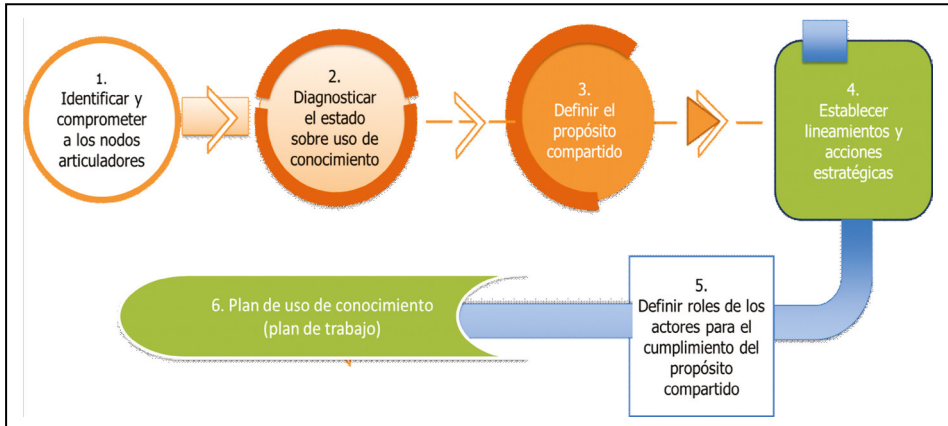 1.
Identificar y
comprometer
a los nodos
articuladores
2.
Diagnosticar
el estado
sobre uso de
conocimiento
3.
Definir el
propósito
compartido
4.
Establecer
lineamientos y
acciones
estratégicas
5.
Definir roles de los
actores para el
cumplimiento del
propósito
compartido
6. Plan de uso de conocimiento
(plan de trabajo)